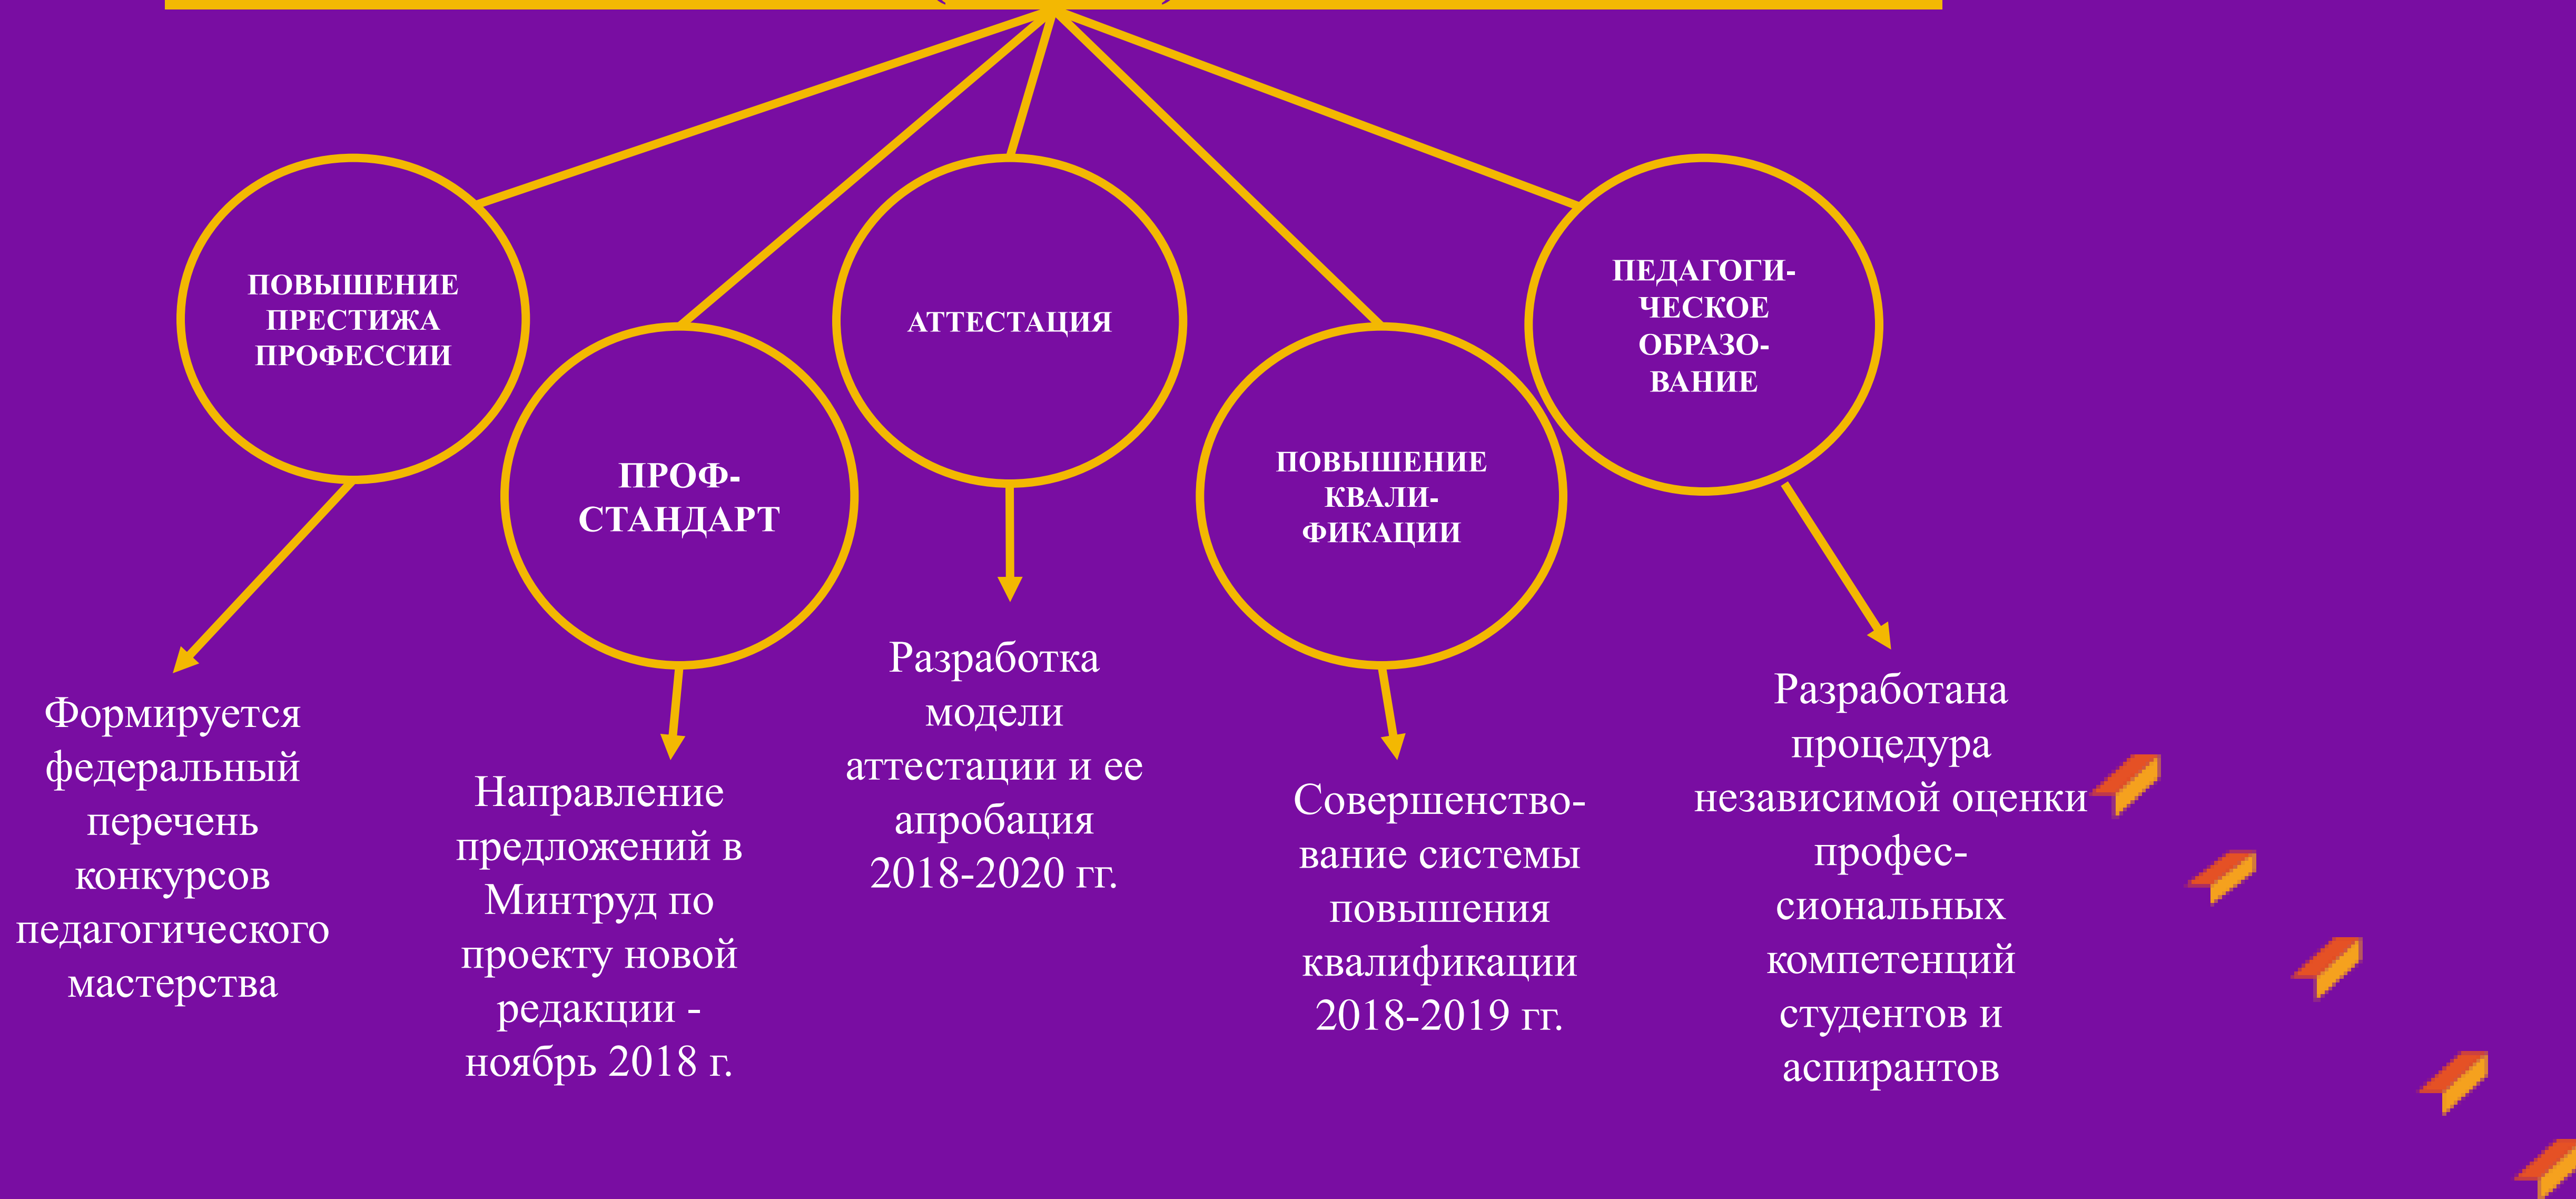 ПОВЫШЕНИЕ
ПРЕСТИЖА
ПРОФЕССИИ
ПРОФ-
СТАНДАРТ
АТТЕСТАЦИЯ
ПОВЫШЕНИЕ
КВАЛИ-
ФИКАЦИИ
ПЕДАГОГИ-
ЧЕСКОЕ
ОБРАЗО-
ВАНИЕ
Формируется
федеральный
перечень
конкурсов
педагогического
мастерства
Направление
предложений в
Минтруд по
проекту новой
редакции -
ноябрь 2018 г.
Разработка
модели
аттестации и ее
апробация
2018-2020 гг.
Совершенство-
вание системы
повышения
квалификации
2018-2019 гг.
Разработана
процедура
независимой оценки
профес-
сиональных
компетенций
студентов и
аспирантов